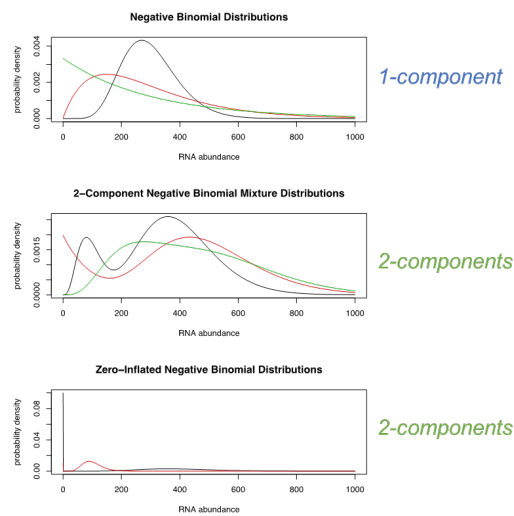 Negative Binomial Distributions
probability density
0.000 0.002 0.004
0 200 400 600 800 1000
RNA abundance
1-component
2−Component Negative Binomial Mixture Distributions
probability density
0.0000 0.0015
0 200 400 600 800 1000
RNA abundance
2-components
Zero−Inflated Negative Binomial Distributions
probability density
0.00 0.04 0.08
0 200 400 600 800 1000
RNA abundance
2-components